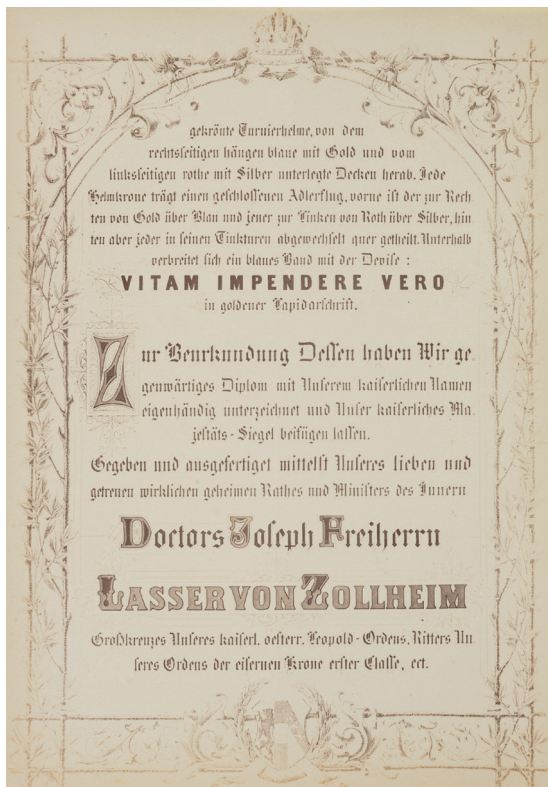 gekrönte Turnierhelme, von dem
rechtsseitigen hängen blaue mit Gold und vom
linksseitigen rothe mit Silber unterlegte Decken herab. Jede
Helmkrone trägt einen geschlossenen Adlerflug, vorne ist der zur Rech
ten von Gold über Blau und jener zur Linken von Roth über Silber, hin
ten aber jeder in seinen Tinkturen abgewechselt quer getheilt. Unterhalb
verbreitet sich ein blaues Band mit der Devise :
VITAM IMPENDERE VERO
in goldener Lapidarschrift.
Zur Beurkundung Dessen haben Wir ge
genwärtiges Diplom mit Unserem kaiserlichen Namen
eigenhändig unterzeichnet und Unser kaiserliches Ma
jestäts-Siegel beifügen lassen.
Gegeben und ausgefertiget mittelst Unseres lieben und
getreuen wirklichen geheimen Rathes und Ministers des Innern
Doctors Joseph Freiherrn
LASSER VON ZOLLHEIM
Großkreuzes Unseres kaiserl. oesterr. Leopold-Ordens, Ritters Un
seres Ordens der eisernen Krone erster Classe, ect.